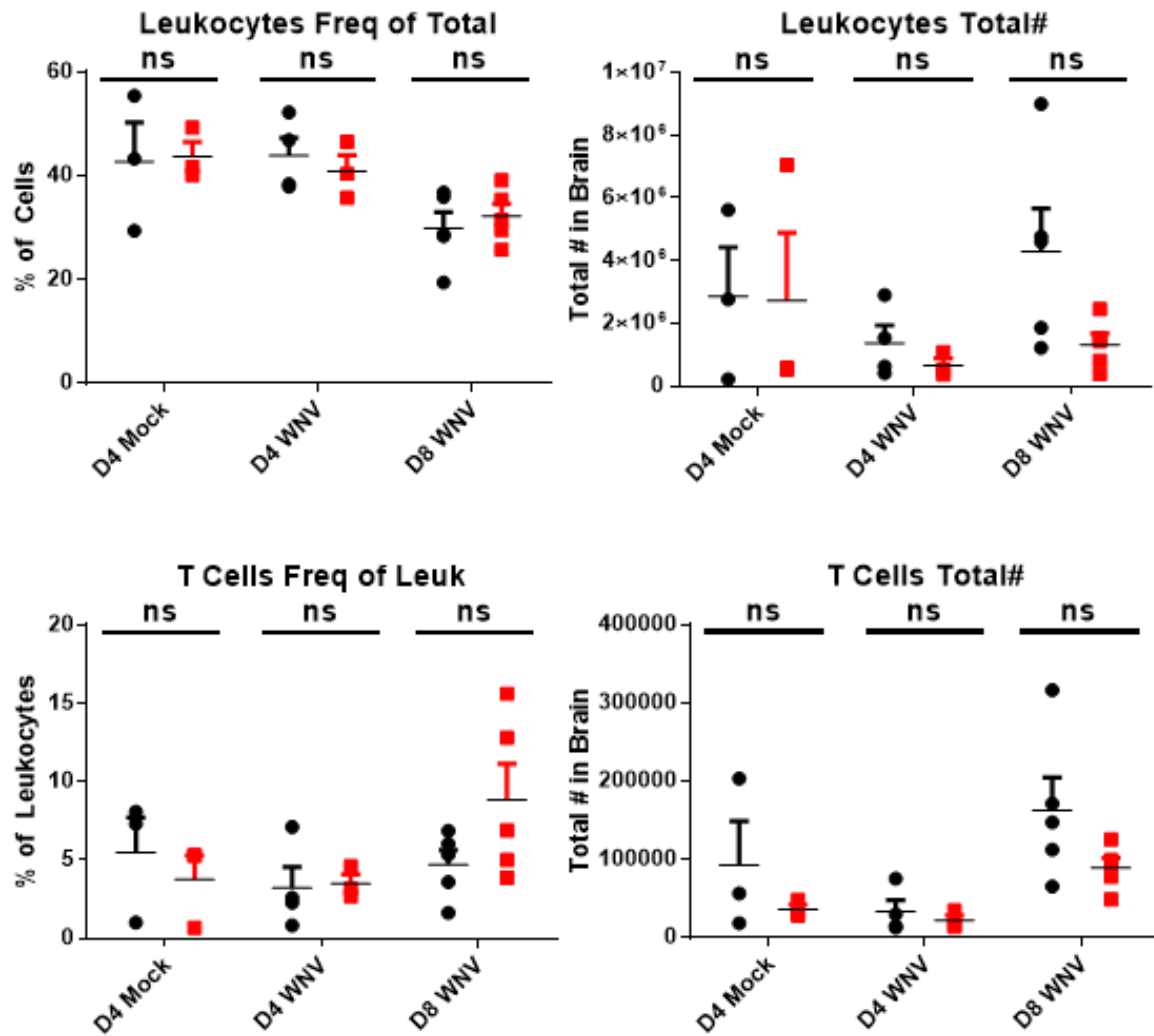 Leukocytes Freq of Total
ns ns ns
60
40
20
0
% of Cells
D4 Mock
D4 WNV
D8 WNV
Leukocytes Total#
ns ns ns
1×10⁷
8×10⁶
6×10⁶
4×10⁶
2×10⁶
0
Total # in Brain
D4 Mock
D4 WNV
D8 WNV
T Cells Freq of Leuk
ns ns ns
20
15
10
5
0
% of Leukocytes
D4 Mock
D4 WNV
D8 WNV
T Cells Total#
ns ns ns
400000
300000
200000
100000
0
Total # in Brain
D4 Mock
D4 WNV
D8 WNV